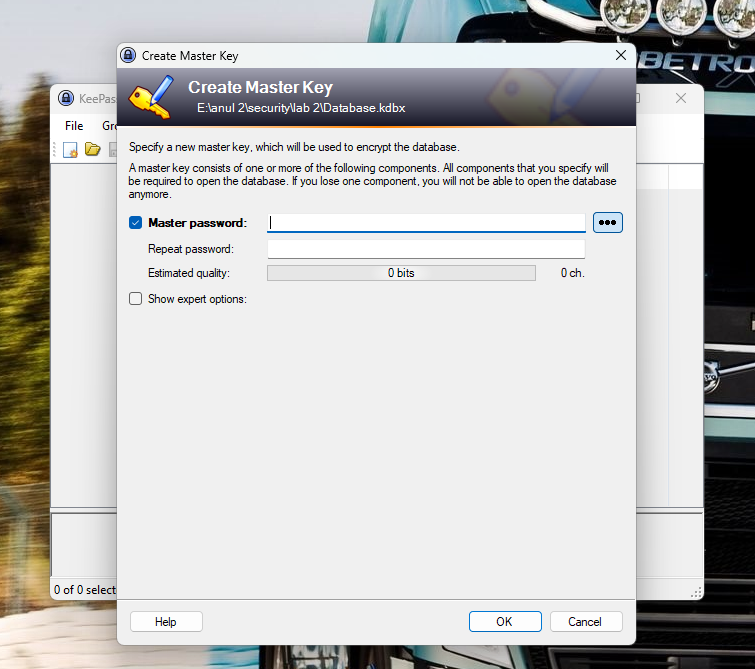 Create Master Key
Create Master Key
E:\anul 2\security\lab 2\Database.kdbx
KeePas
File Gr
Specify a new master key, which will be used to encrypt the database.
A master key consists of one or more of the following components. All components that you specify will
be required to open the database. If you lose one component, you will not be able to open the database
anymore.
Master password:
Repeat password:
Estimated quality: 0 bits 0 ch.
Show expert options:
0 of 0 select
Help OK Cancel
BETRO